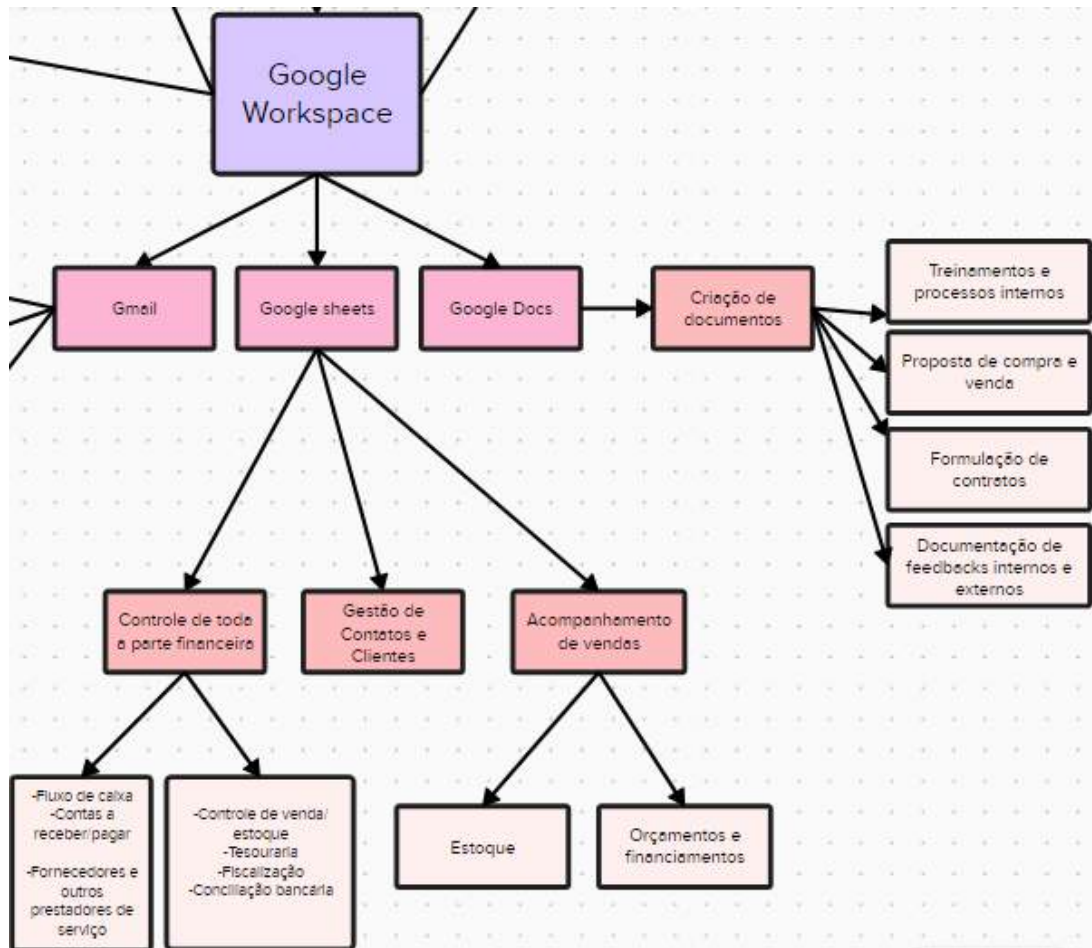 Google
Workspace
Gmail
Google sheets
Google Docs
Criação de
documentos
Treinamentos e
processos internos
Proposta de compra e
venda
Formulação de
contratos
Documentação de
feedbacks internos e
externos
Controle de toda
a parte financeira
Gestão de
Contatos e
Clientes
Acompanhamento
de vendas
-Fluxo de caixa
-Contas a
receber/pagar
-Fornecedores e
outros
prestadores de
serviço
-Controle de venda/
estoque
-Tesouraria
-Fiscalização
-Conciliação bancária
Estoque
Orçamentos e
financiamentos